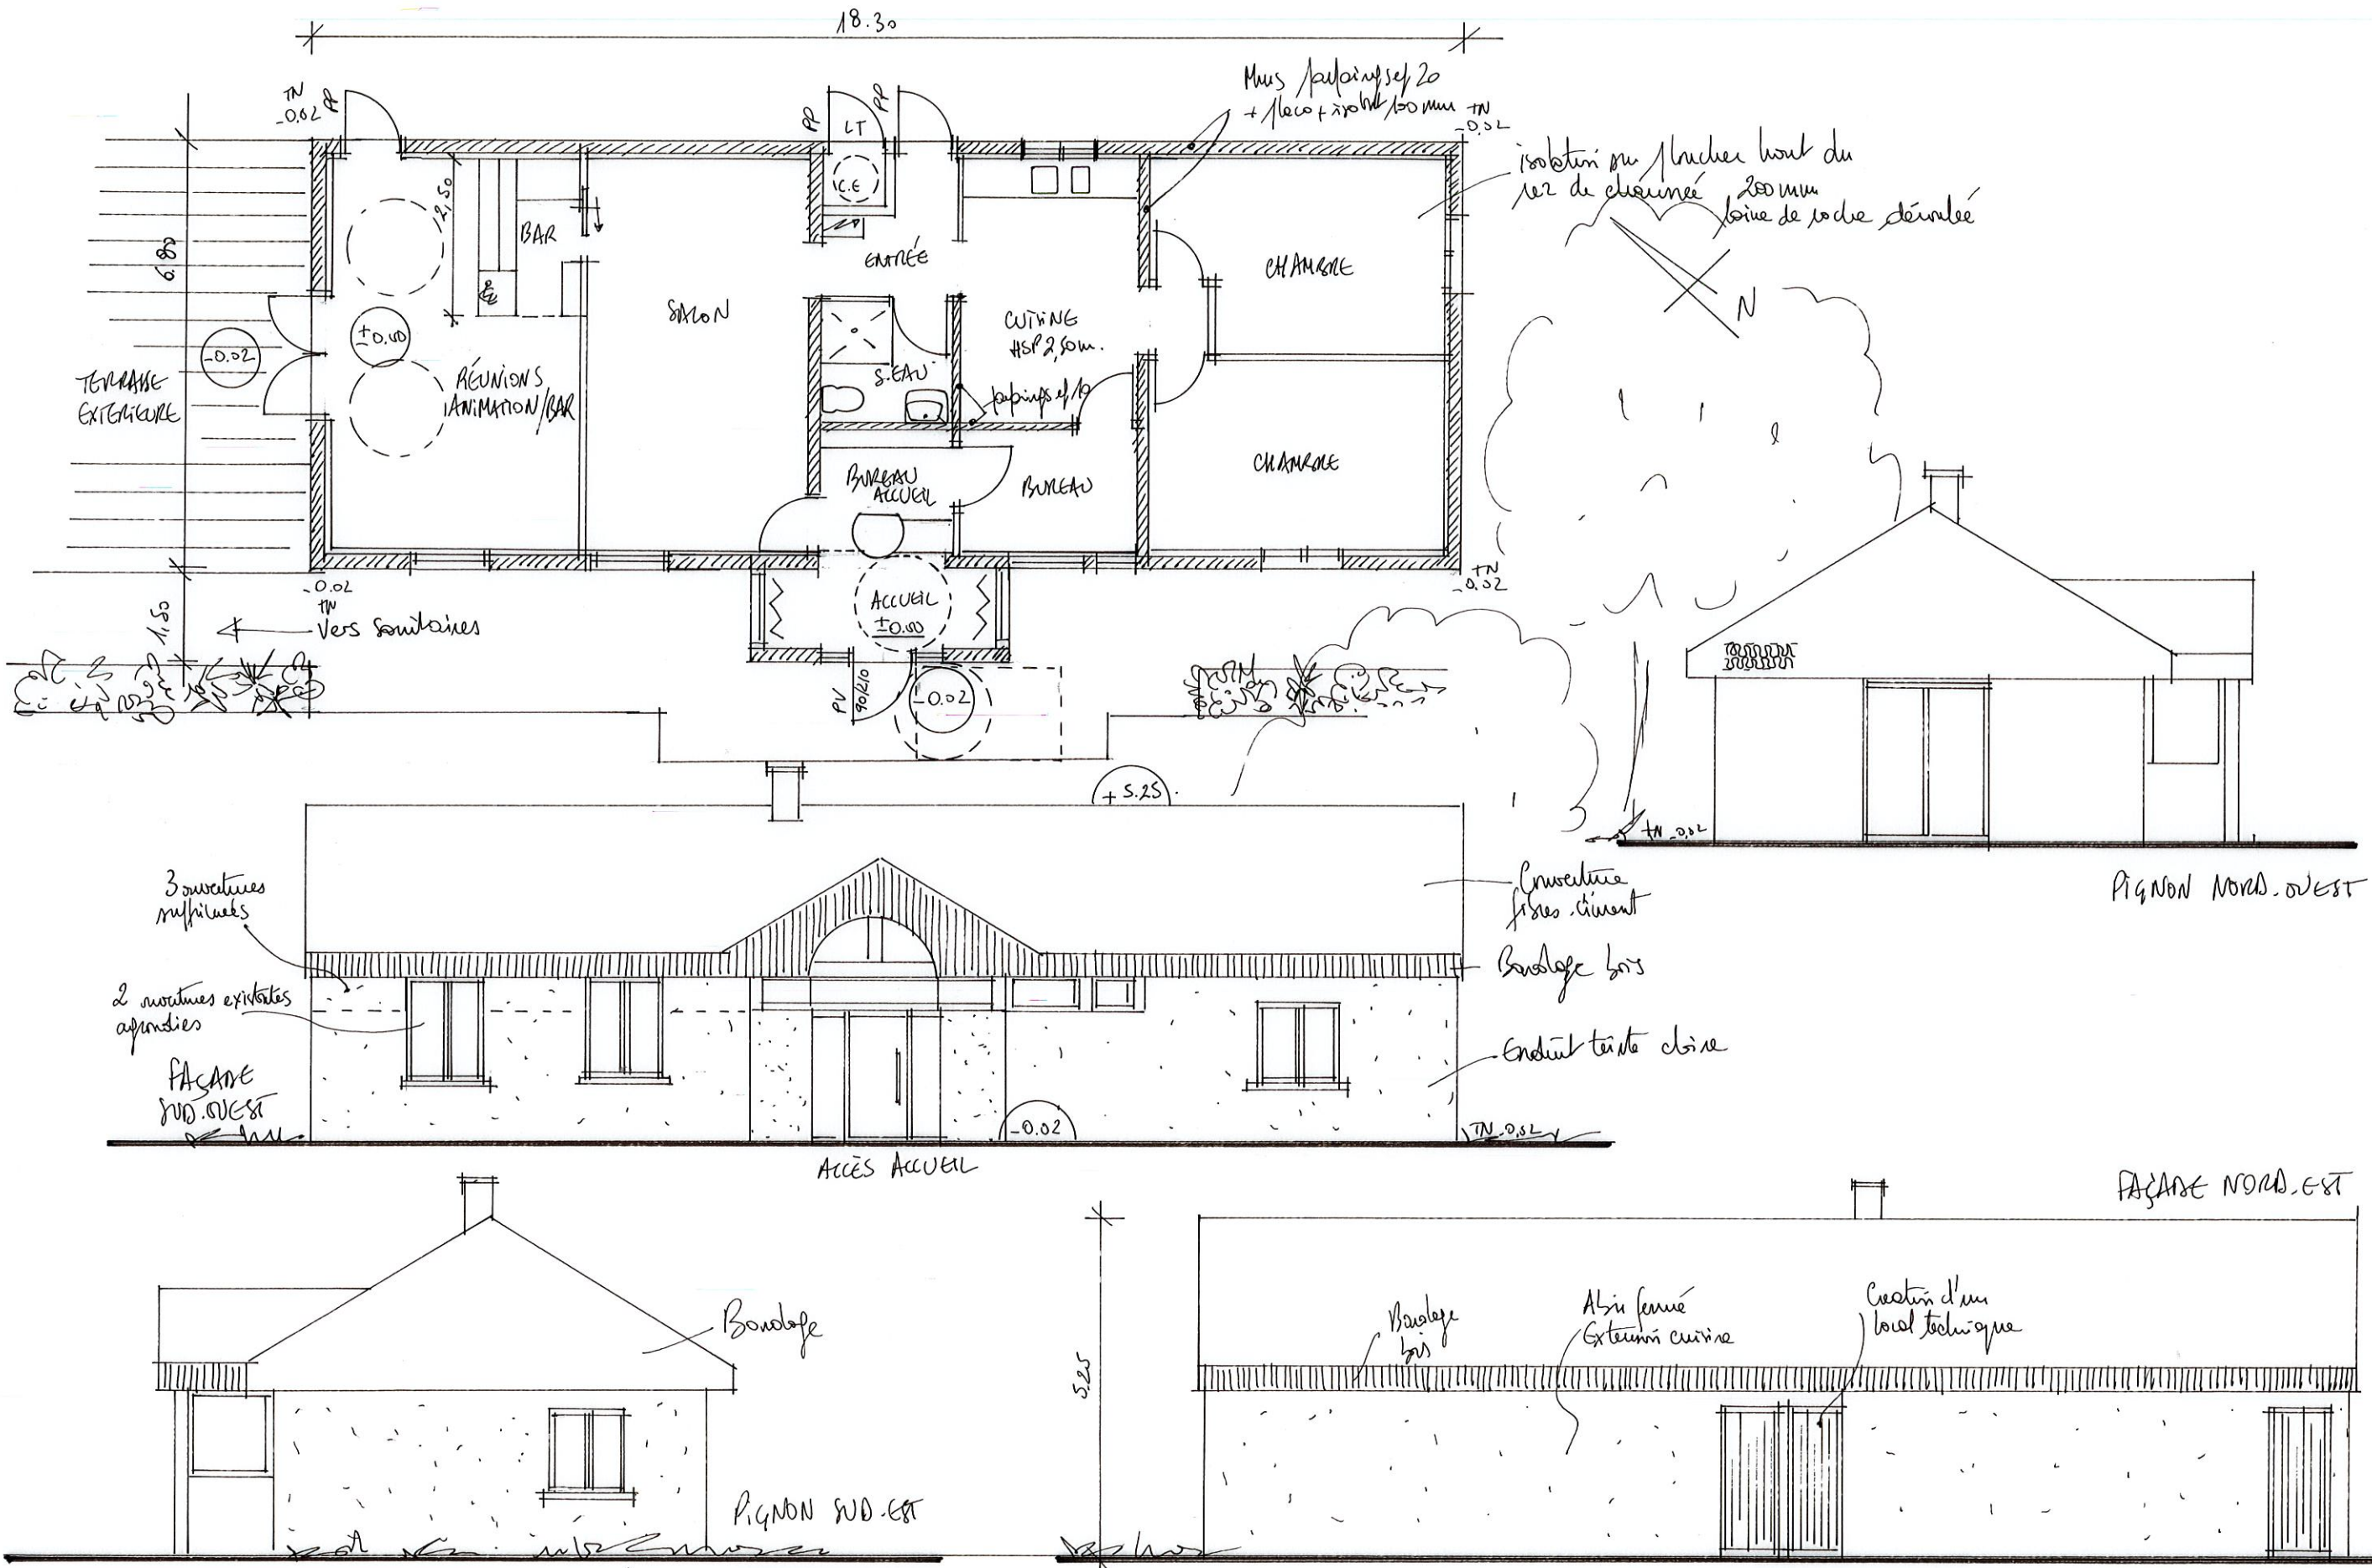 18.30
TN
-0.02
PP
PP
PP
LT
C.E
Murs parpaings ep 20
+ placo + isolant 100 mm
TN
-0.02
isolation sur plancher haut du
rez de chaussée 200 mm
laine de roche déroulée
N
6.80
2,50
BAR
ENTRÉE
CHAMBRE
SALON
CUISINE
HSP 2,50m.
±0.00
-0.02
TERRASSE
EXTERIEURE
RÉUNIONS
ANIMATION/BAR
S.EAU
parpaings ep 10
BUREAU
ACCUEIL
BUREAU
CHAMBRE
-0.02
TN
TN
-0.02
1,50
Vers sanitaires
ACCUEIL
±0.00
PV
90/210
-0.02
+5.25
TN -0,02
PIGNON NORD.OUEST
3 ouvertures
supprimées
2 ouvertures existantes
agrandies
FAÇADE
SUD.OUEST
Couverture
fibres.ciment
Bardage bois
Enduit teinte claire
-0.02
TN -0,02
ACCÈS ACCUEIL
FAÇADE NORD.EST
Bardage
PIGNON SUD.EST
5.25
Bardage
bois
Abri fermé
Extension cuisine
Création d'un
local technique